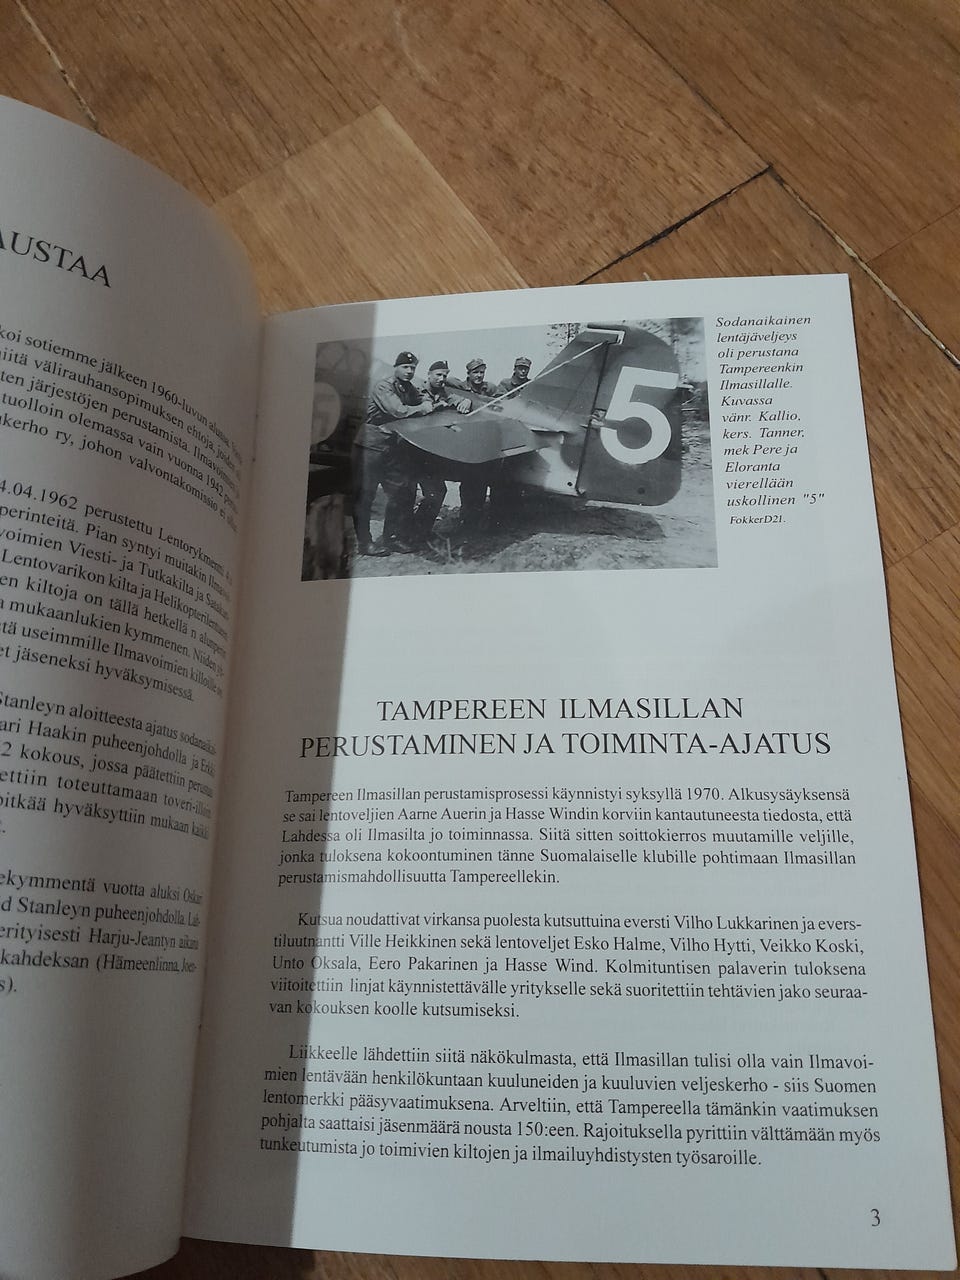 AUSTAA
koi sotiemme jälkeen 1960-luvun alussa.
niitä välirauhansopimuksen ehtoja, joiden
ten järjestöjen perustamista. Ilmavoimien
tuolloin olemassa vain vuonna 1942
ukerho ry, johon valvontakomissio ei
4.04.1962 perustettu Lentorykmentti
perinteitä. Pian syntyi muitakin
voimien Viesti- ja Tutkakilta ja
Lentovarikon kilta ja
en kiltoja on tällä hetkellä n
a mukaanlukien kymmenen. Niiden
stä useimmille Ilmavoimien killoille
et jäseneksi hyväksymisessä.
Stanleyn aloitteesta ajatus
ari Haakin puheenjohdolla ja
2 kokous, jossa päätettiin
ettiin toteuttamaan
pitkää hyväksyttiin mukaan
ekymmentä vuotta aluksi
d Stanleyn puheenjohdolla.
erityisesti Harju-Jeantyn aikana
kahdeksan (Hämeenlinna, Joen-
s).
Sodanaikainen
lentäjäveljeys
oli perustana
Tampereenkin
Ilmasillalle.
Kuvassa
vänr. Kallio,
kers. Tanner,
mek Pere ja
Eloranta
vierellään
uskollinen "5"
FokkerD21.
5
TAMPEREEN ILMASILLAN
PERUSTAMINEN JA TOIMINTA-AJATUS
Tampereen Ilmasillan perustamisprosessi käynnistyi syksyllä 1970. Alkusysäyksensä
se sai lentoveljien Aarne Auerin ja Hasse Windin korviin kantautuneesta tiedosta, että
Lahdessa oli Ilmasilta jo toiminnassa. Siitä sitten soittokierros muutamille veljille,
jonka tuloksena kokoontuminen tänne Suomalaiselle klubille pohtimaan Ilmasillan
perustamismahdollisuutta Tampereellekin.
Kutsua noudattivat virkansa puolesta kutsuttuina eversti Vilho Lukkarinen ja evers-
tiluutnantti Ville Heikkinen sekä lentoveljet Esko Halme, Vilho Hytti, Veikko Koski,
Unto Oksala, Eero Pakarinen ja Hasse Wind. Kolmituntisen palaverin tuloksena
viitoitettiin linjat käynnistettävälle yritykselle sekä suoritettiin tehtävien jako seuraa-
van kokouksen koolle kutsumiseksi.
Liikkeelle lähdettiin siitä näkökulmasta, että Ilmasillan tulisi olla vain Ilmavoi-
mien lentävään henkilökuntaan kuuluneiden ja kuuluvien veljeskerho - siis Suomen
lentomerkki pääsyvaatimuksena. Arveltiin, että Tampereella tämänkin vaatimuksen
pohjalta saattaisi jäsenmäärä nousta 150:een. Rajoituksella pyrittiin välttämään myös
tunkeutumista jo toimivien kiltojen ja ilmailuyhdistysten työsaroille.
3